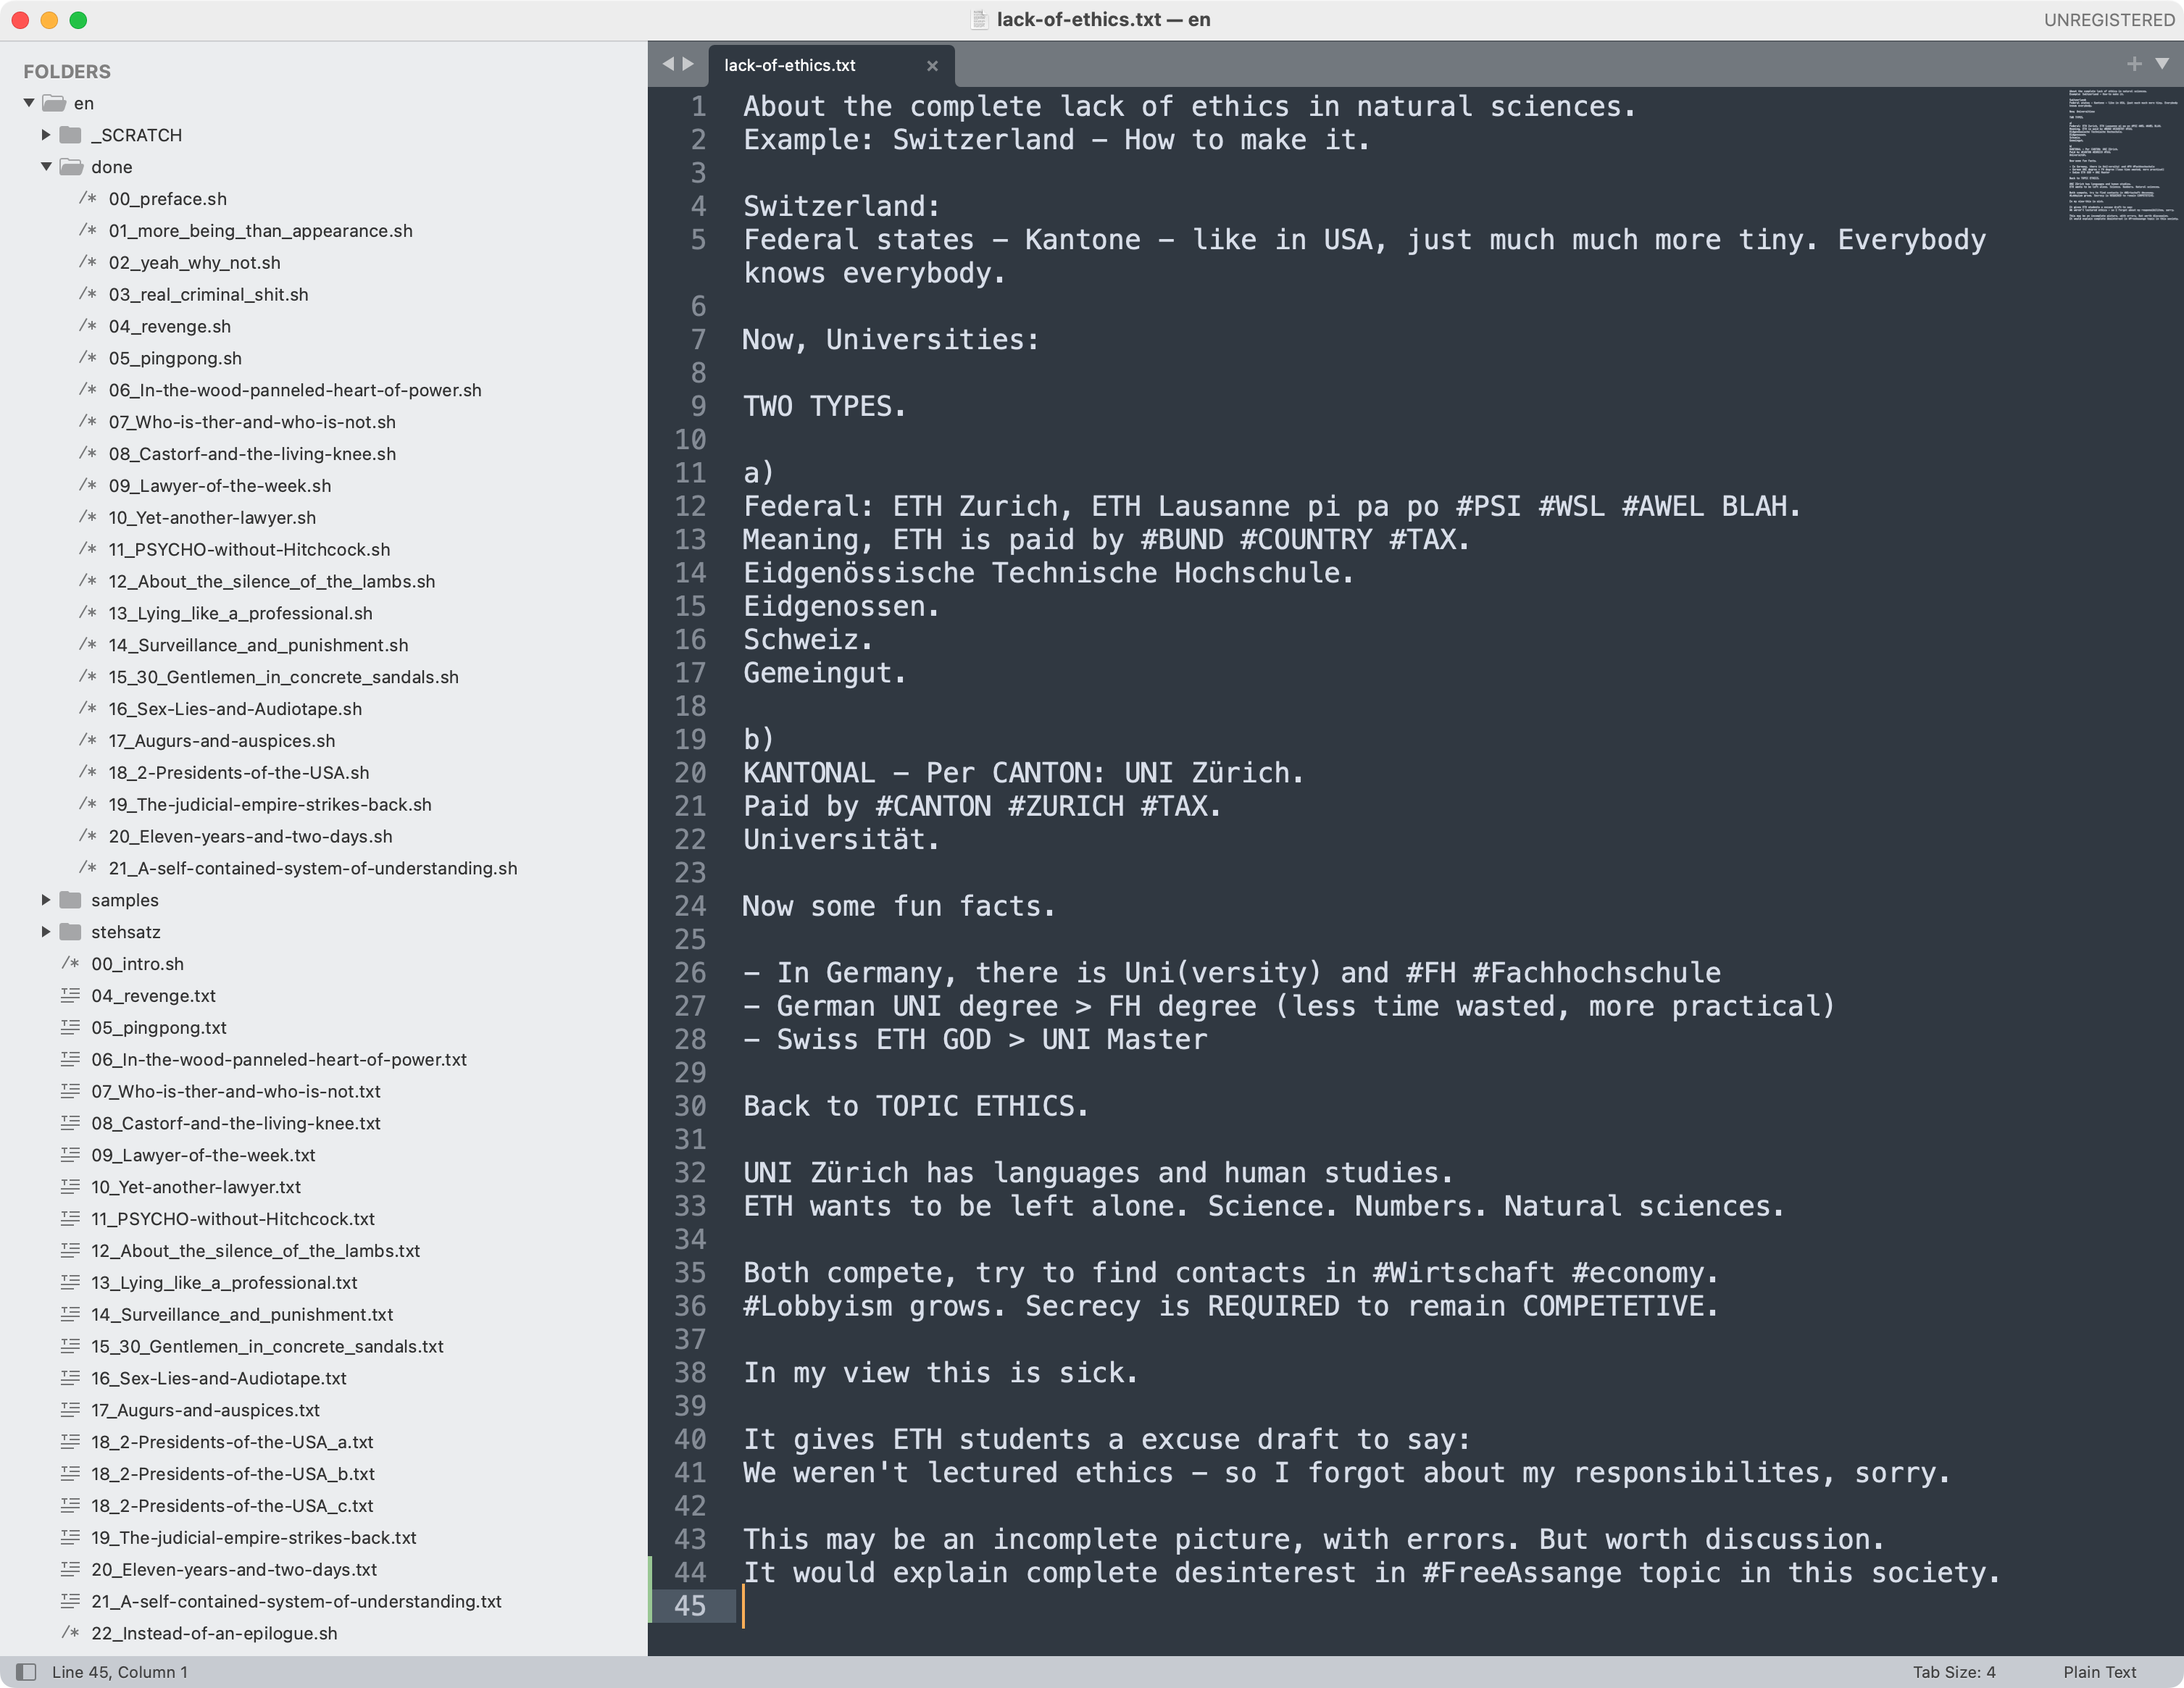 lack-of-ethics.txt — en
UNREGISTERED
FOLDERS
en
_SCRATCH
done
/* 00_preface.sh
/* 01_more_being_than_appearance.sh
/* 02_yeah_why_not.sh
/* 03_real_criminal_shit.sh
/* 04_revenge.sh
/* 05_pingpong.sh
/* 06_In-the-wood-panneled-heart-of-power.sh
/* 07_Who-is-ther-and-who-is-not.sh
/* 08_Castorf-and-the-living-knee.sh
/* 09_Lawyer-of-the-week.sh
/* 10_Yet-another-lawyer.sh
/* 11_PSYCHO-without-Hitchcock.sh
/* 12_About_the_silence_of_the_lambs.sh
/* 13_Lying_like_a_professional.sh
/* 14_Surveillance_and_punishment.sh
/* 15_30_Gentlemen_in_concrete_sandals.sh
/* 16_Sex-Lies-and-Audiotape.sh
/* 17_Augurs-and-auspices.sh
/* 18_2-Presidents-of-the-USA.sh
/* 19_The-judicial-empire-strikes-back.sh
/* 20_Eleven-years-and-two-days.sh
/* 21_A-self-contained-system-of-understanding.sh
samples
stehsatz
/* 00_intro.sh
04_revenge.txt
05_pingpong.txt
06_In-the-wood-panneled-heart-of-power.txt
07_Who-is-ther-and-who-is-not.txt
08_Castorf-and-the-living-knee.txt
09_Lawyer-of-the-week.txt
10_Yet-another-lawyer.txt
11_PSYCHO-without-Hitchcock.txt
12_About_the_silence_of_the_lambs.txt
13_Lying_like_a_professional.txt
14_Surveillance_and_punishment.txt
15_30_Gentlemen_in_concrete_sandals.txt
16_Sex-Lies-and-Audiotape.txt
17_Augurs-and-auspices.txt
18_2-Presidents-of-the-USA_a.txt
18_2-Presidents-of-the-USA_b.txt
18_2-Presidents-of-the-USA_c.txt
19_The-judicial-empire-strikes-back.txt
20_Eleven-years-and-two-days.txt
21_A-self-contained-system-of-understanding.txt
/* 22_Instead-of-an-epilogue.sh
lack-of-ethics.txt
1 About the complete lack of ethics in natural sciences.
2 Example: Switzerland – How to make it.
3
4 Switzerland:
5 Federal states – Kantone – like in USA, just much much more tiny. Everybody
knows everybody.
6
7 Now, Universities:
8
9 TWO TYPES.
10
11 a)
12 Federal: ETH Zurich, ETH Lausanne pi pa po #PSI #WSL #AWEL BLAH.
13 Meaning, ETH is paid by #BUND #COUNTRY #TAX.
14 Eidgenössische Technische Hochschule.
15 Eidgenossen.
16 Schweiz.
17 Gemeingut.
18
19 b)
20 KANTONAL – Per CANTON: UNI Zürich.
21 Paid by #CANTON #ZURICH #TAX.
22 Universität.
23
24 Now some fun facts.
25
26 – In Germany, there is Uni(versity) and #FH #Fachhochschule
27 – German UNI degree > FH degree (less time wasted, more practical)
28 – Swiss ETH GOD > UNI Master
29
30 Back to TOPIC ETHICS.
31
32 UNI Zürich has languages and human studies.
33 ETH wants to be left alone. Science. Numbers. Natural sciences.
34
35 Both compete, try to find contacts in #Wirtschaft #economy.
36 #Lobbyism grows. Secrecy is REQUIRED to remain COMPETETIVE.
37
38 In my view this is sick.
39
40 It gives ETH students a excuse draft to say:
41 We weren't lectured ethics – so I forgot about my responsibilites, sorry.
42
43 This may be an incomplete picture, with errors. But worth discussion.
44 It would explain complete desinterest in #FreeAssange topic in this society.
45
Line 45, Column 1
Tab Size: 4
Plain Text